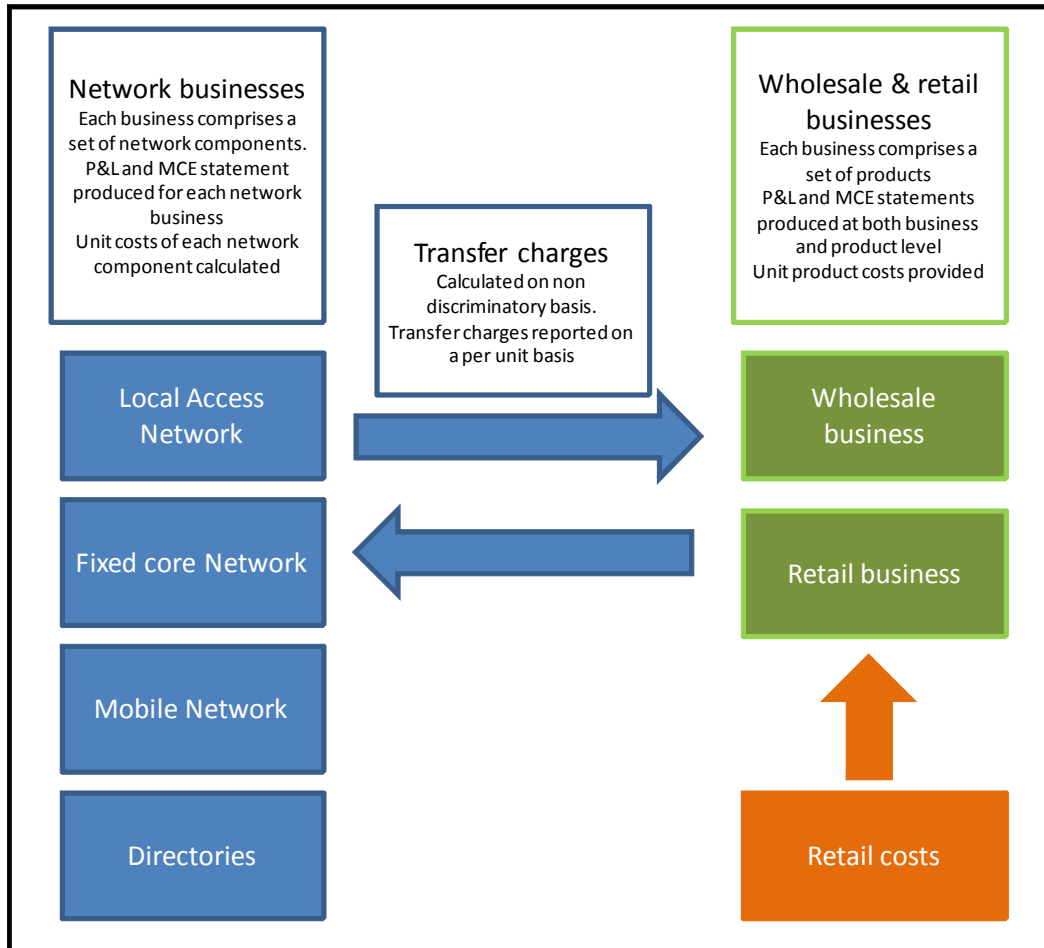 Network businesses
Each business comprises a
set of network components.
P&L and MCE statement
produced for each network
business
Unit costs of each network
component calculated
Transfer charges
Calculated on non
discriminatory basis.
Transfer charges reported on
a per unit basis
Wholesale & retail
businesses
Each business comprises a
set of products
P&L and MCE statements
produced at both business
and product level
Unit product costs provided
Local Access
Network
Wholesale
business
Fixed core Network
Retail business
Mobile Network
Directories
Retail costs